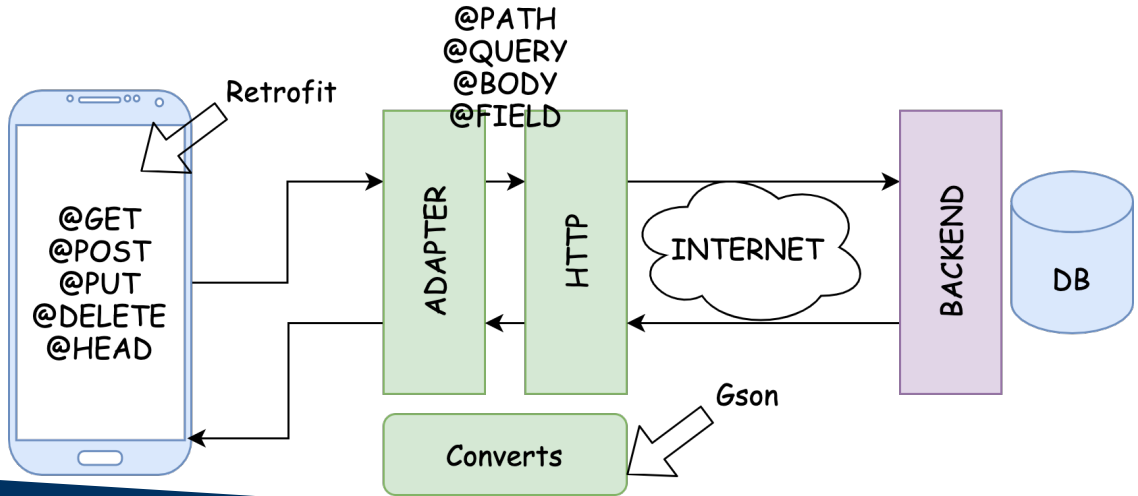 @PATH
@QUERY
@BODY
@FIELD
Retrofit
@GET
@POST
@PUT
@DELETE
@HEAD
ADAPTER
HTTP
INTERNET
BACKEND
DB
Gson
Converts